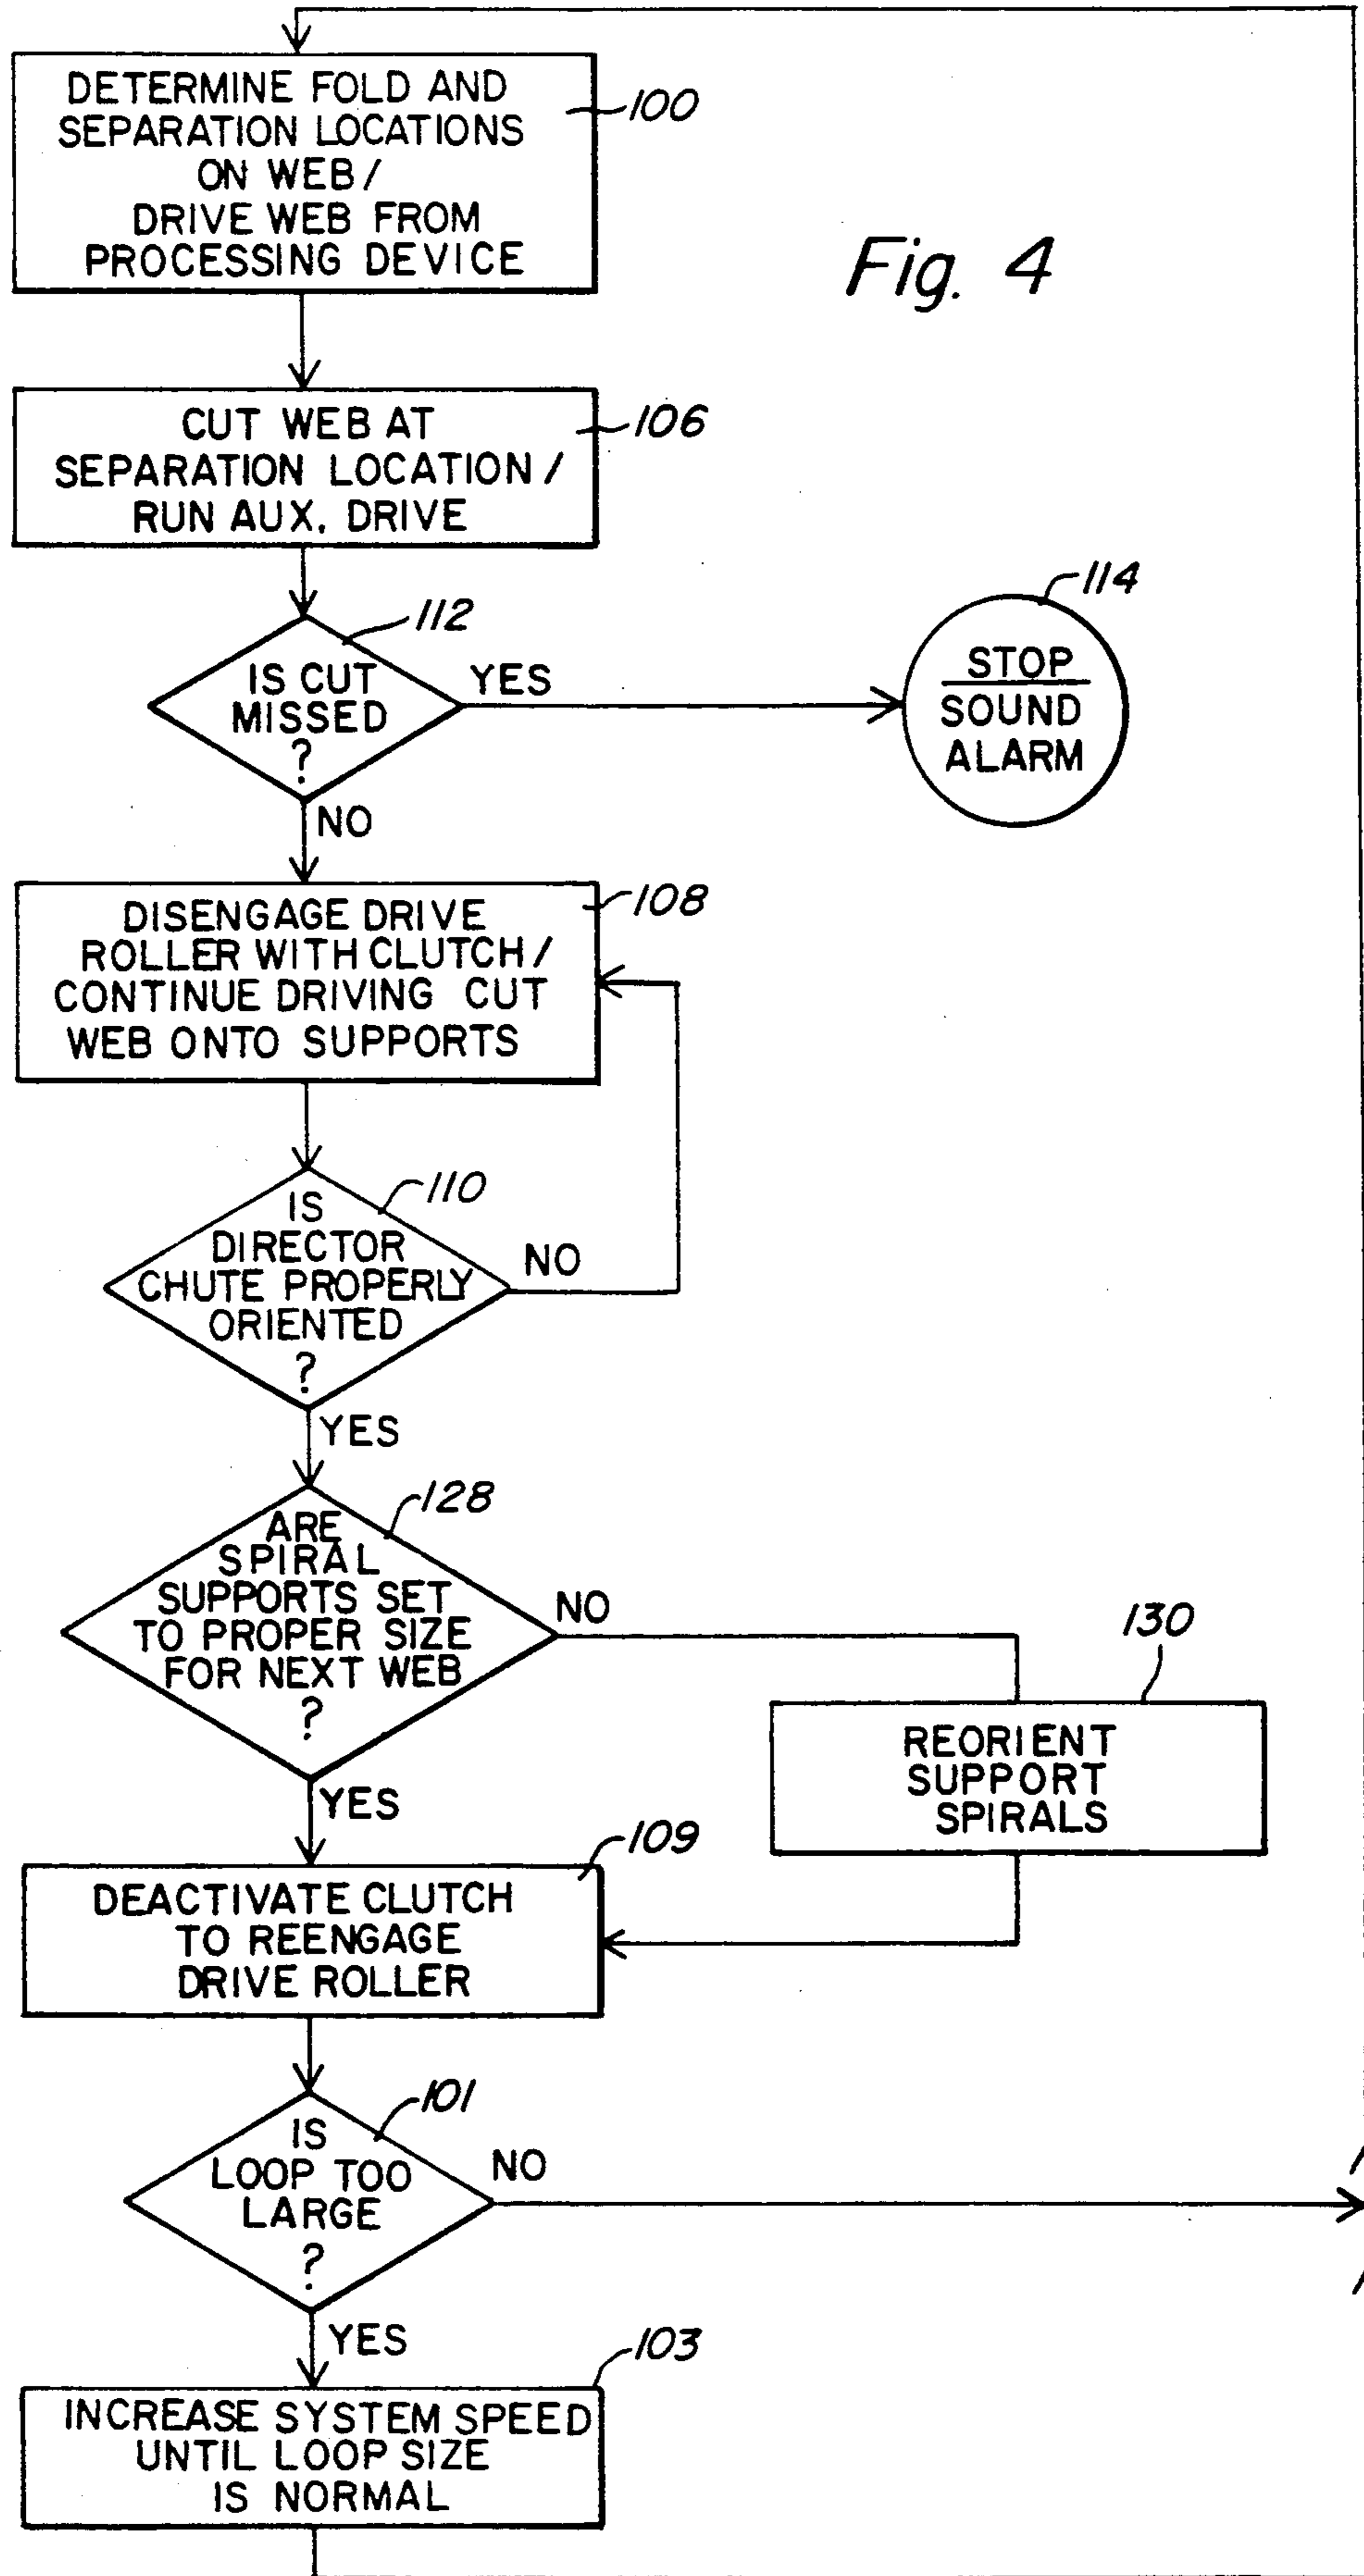 DETERMINE FOLD AND
SEPARATION LOCATIONS
ON WEB/
DRIVE WEB FROM
PROCESSING DEVICE
100
Fig. 4
CUT WEB AT
SEPARATION LOCATION/
RUN AUX. DRIVE
106
112
IS CUT
MISSED
?
YES
114
STOP
SOUND
ALARM
NO
DISENGAGE DRIVE
ROLLER WITH CLUTCH/
CONTINUE DRIVING CUT
WEB ONTO SUPPORTS
108
110
IS
DIRECTOR
CHUTE PROPERLY
ORIENTED
?
NO
YES
128
ARE
SPIRAL
SUPPORTS SET
TO PROPER SIZE
FOR NEXT WEB
?
NO
130
REORIENT
SUPPORT
SPIRALS
YES
109
DEACTIVATE CLUTCH
TO REENGAGE
DRIVE ROLLER
101
IS
LOOP TOO
LARGE
?
NO
YES
103
INCREASE SYSTEM SPEED
UNTIL LOOP SIZE
IS NORMAL